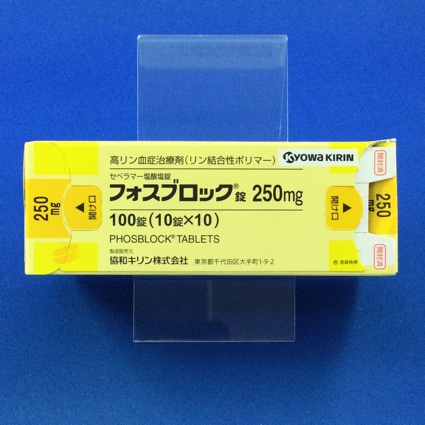 高リン血症治療剤(リン結合性ポリマー)
KYOWA KIRIN
開封済
セベラマー塩酸塩錠
フォスブロック®錠 250mg
250mg
開け口
開け口
250mg
100錠(10錠×10)
PHOSBLOCK® TABLETS
製造販売元
協和キリン株式会社 東京都千代田区大手町1-9-2
開封済